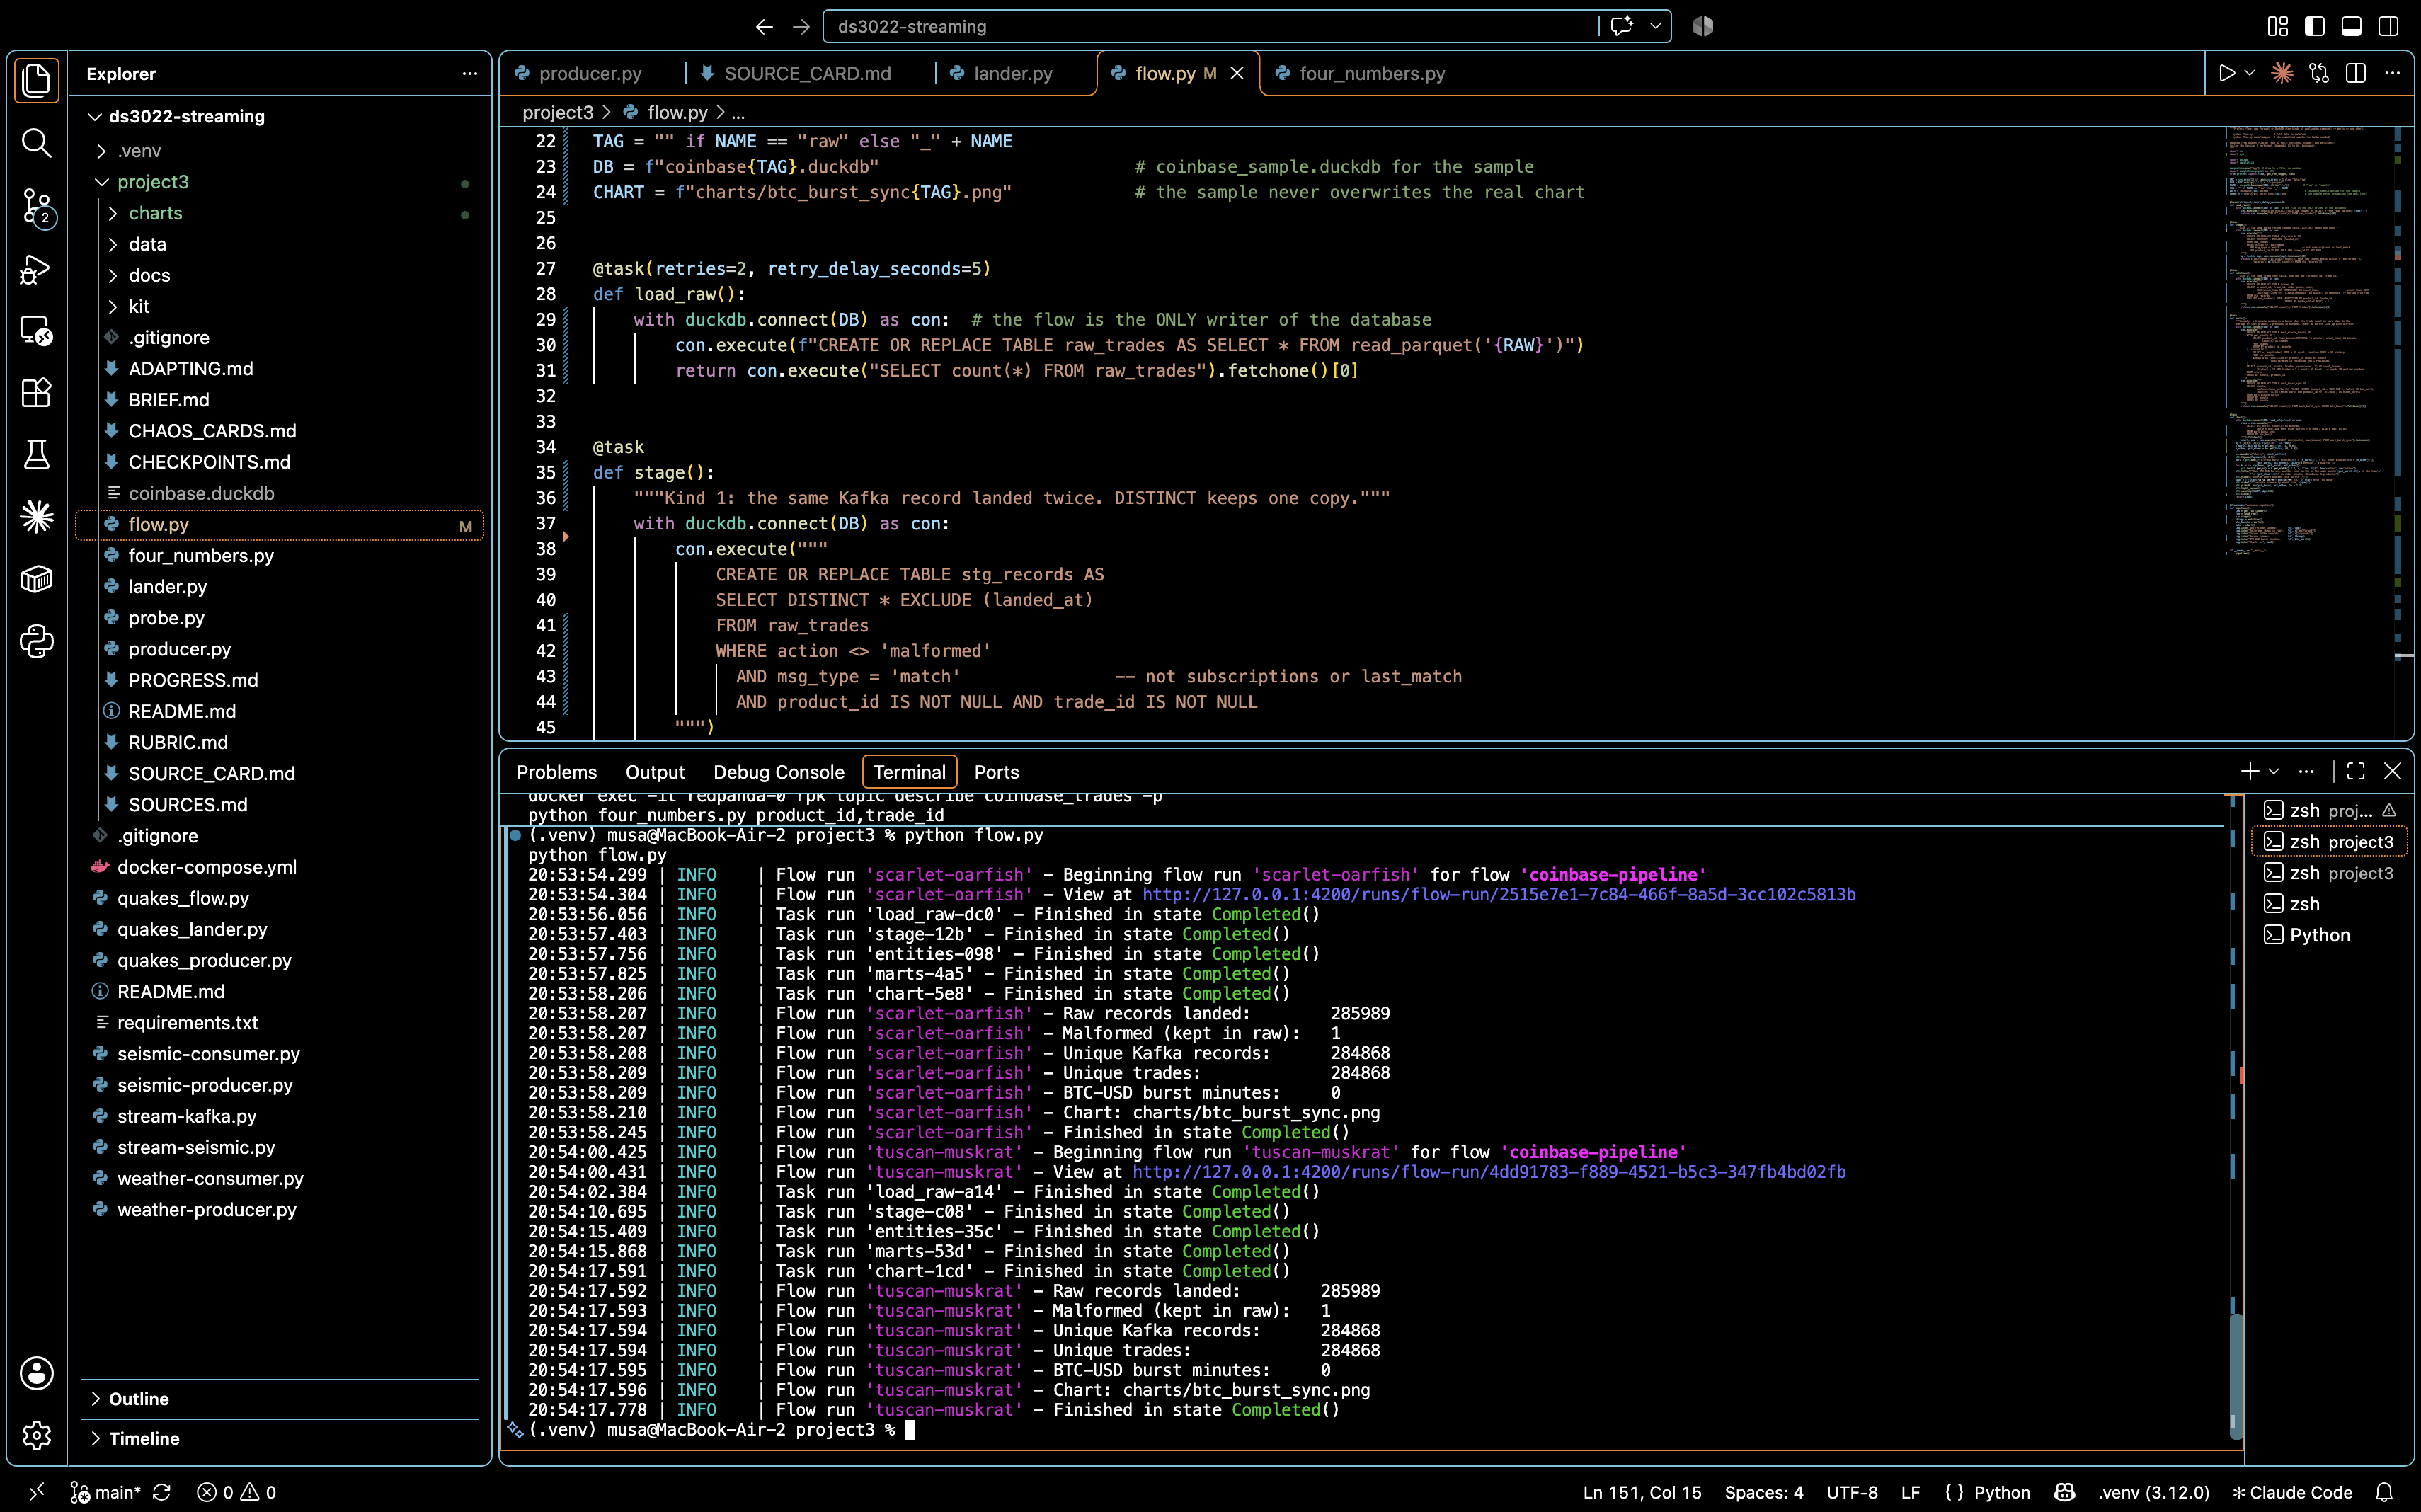 ds3022-streaming
Explorer
ds3022-streaming
.venv
project3
charts
data
docs
kit
.gitignore
ADAPTING.md
BRIEF.md
CHAOS_CARDS.md
CHECKPOINTS.md
coinbase.duckdb
flow.py M
four_numbers.py
lander.py
probe.py
producer.py
PROGRESS.md
README.md
RUBRIC.md
SOURCE_CARD.md
SOURCES.md
.gitignore
docker-compose.yml
quakes_flow.py
quakes_lander.py
quakes_producer.py
README.md
requirements.txt
seismic-consumer.py
seismic-producer.py
stream-kafka.py
stream-seismic.py
weather-consumer.py
weather-producer.py
Outline
Timeline
2
producer.py SOURCE_CARD.md lander.py flow.py M four_numbers.py
project3 > flow.py > ...
22 TAG = "" if NAME == "raw" else "_" + NAME
23 DB = f"coinbase{TAG}.duckdb" # coinbase_sample.duckdb for the sample
24 CHART = f"charts/btc_burst_sync{TAG}.png" # the sample never overwrites the real chart
25
26
27 @task(retries=2, retry_delay_seconds=5)
28 def load_raw():
29 with duckdb.connect(DB) as con: # the flow is the ONLY writer of the database
30 con.execute(f"CREATE OR REPLACE TABLE raw_trades AS SELECT * FROM read_parquet('{RAW}')")
31 return con.execute("SELECT count(*) FROM raw_trades").fetchone()[0]
32
33
34 @task
35 def stage():
36 """Kind 1: the same Kafka record landed twice. DISTINCT keeps one copy."""
37 with duckdb.connect(DB) as con:
38 con.execute("""
39 CREATE OR REPLACE TABLE stg_records AS
40 SELECT DISTINCT * EXCLUDE (landed_at)
41 FROM raw_trades
42 WHERE action <> 'malformed'
43 AND msg_type = 'match' -- not subscriptions or last_match
44 AND product_id IS NOT NULL AND trade_id IS NOT NULL
45 """)
Problems Output Debug Console Terminal Ports
docker exec -it redpanda-0 rpk topic describe coinbase_trades -p
python four_numbers.py product_id,trade_id
(.venv) musa@MacBook-Air-2 project3 % python flow.py
python flow.py
20:53:54.299 | INFO | Flow run 'scarlet-oarfish' - Beginning flow run 'scarlet-oarfish' for flow 'coinbase-pipeline'
20:53:54.304 | INFO | Flow run 'scarlet-oarfish' - View at http://127.0.0.1:4200/runs/flow-run/2515e7e1-7c84-466f-8a5d-3cc102c5813b
20:53:56.056 | INFO | Task run 'load_raw-dc0' - Finished in state Completed()
20:53:57.403 | INFO | Task run 'stage-12b' - Finished in state Completed()
20:53:57.756 | INFO | Task run 'entities-098' - Finished in state Completed()
20:53:57.825 | INFO | Task run 'marts-4a5' - Finished in state Completed()
20:53:58.206 | INFO | Task run 'chart-5e8' - Finished in state Completed()
20:53:58.207 | INFO | Flow run 'scarlet-oarfish' - Raw records landed: 285989
20:53:58.207 | INFO | Flow run 'scarlet-oarfish' - Malformed (kept in raw): 1
20:53:58.208 | INFO | Flow run 'scarlet-oarfish' - Unique Kafka records: 284868
20:53:58.209 | INFO | Flow run 'scarlet-oarfish' - Unique trades: 284868
20:53:58.209 | INFO | Flow run 'scarlet-oarfish' - BTC-USD burst minutes: 0
20:53:58.210 | INFO | Flow run 'scarlet-oarfish' - Chart: charts/btc_burst_sync.png
20:53:58.245 | INFO | Flow run 'scarlet-oarfish' - Finished in state Completed()
20:54:00.425 | INFO | Flow run 'tuscan-muskrat' - Beginning flow run 'tuscan-muskrat' for flow 'coinbase-pipeline'
20:54:00.431 | INFO | Flow run 'tuscan-muskrat' - View at http://127.0.0.1:4200/runs/flow-run/4dd91783-f889-4521-b5c3-347fb4bd02fb
20:54:02.384 | INFO | Task run 'load_raw-a14' - Finished in state Completed()
20:54:10.695 | INFO | Task run 'stage-c08' - Finished in state Completed()
20:54:15.409 | INFO | Task run 'entities-35c' - Finished in state Completed()
20:54:15.868 | INFO | Task run 'marts-53d' - Finished in state Completed()
20:54:17.591 | INFO | Task run 'chart-1cd' - Finished in state Completed()
20:54:17.592 | INFO | Flow run 'tuscan-muskrat' - Raw records landed: 285989
20:54:17.593 | INFO | Flow run 'tuscan-muskrat' - Malformed (kept in raw): 1
20:54:17.594 | INFO | Flow run 'tuscan-muskrat' - Unique Kafka records: 284868
20:54:17.594 | INFO | Flow run 'tuscan-muskrat' - Unique trades: 284868
20:54:17.595 | INFO | Flow run 'tuscan-muskrat' - BTC-USD burst minutes: 0
20:54:17.596 | INFO | Flow run 'tuscan-muskrat' - Chart: charts/btc_burst_sync.png
20:54:17.778 | INFO | Flow run 'tuscan-muskrat' - Finished in state Completed()
(.venv) musa@MacBook-Air-2 project3 %
zsh proj...
zsh project3
zsh project3
zsh
Python
main* 0 0 Ln 151, Col 15 Spaces: 4 UTF-8 LF {} Python .venv (3.12.0) Claude Code